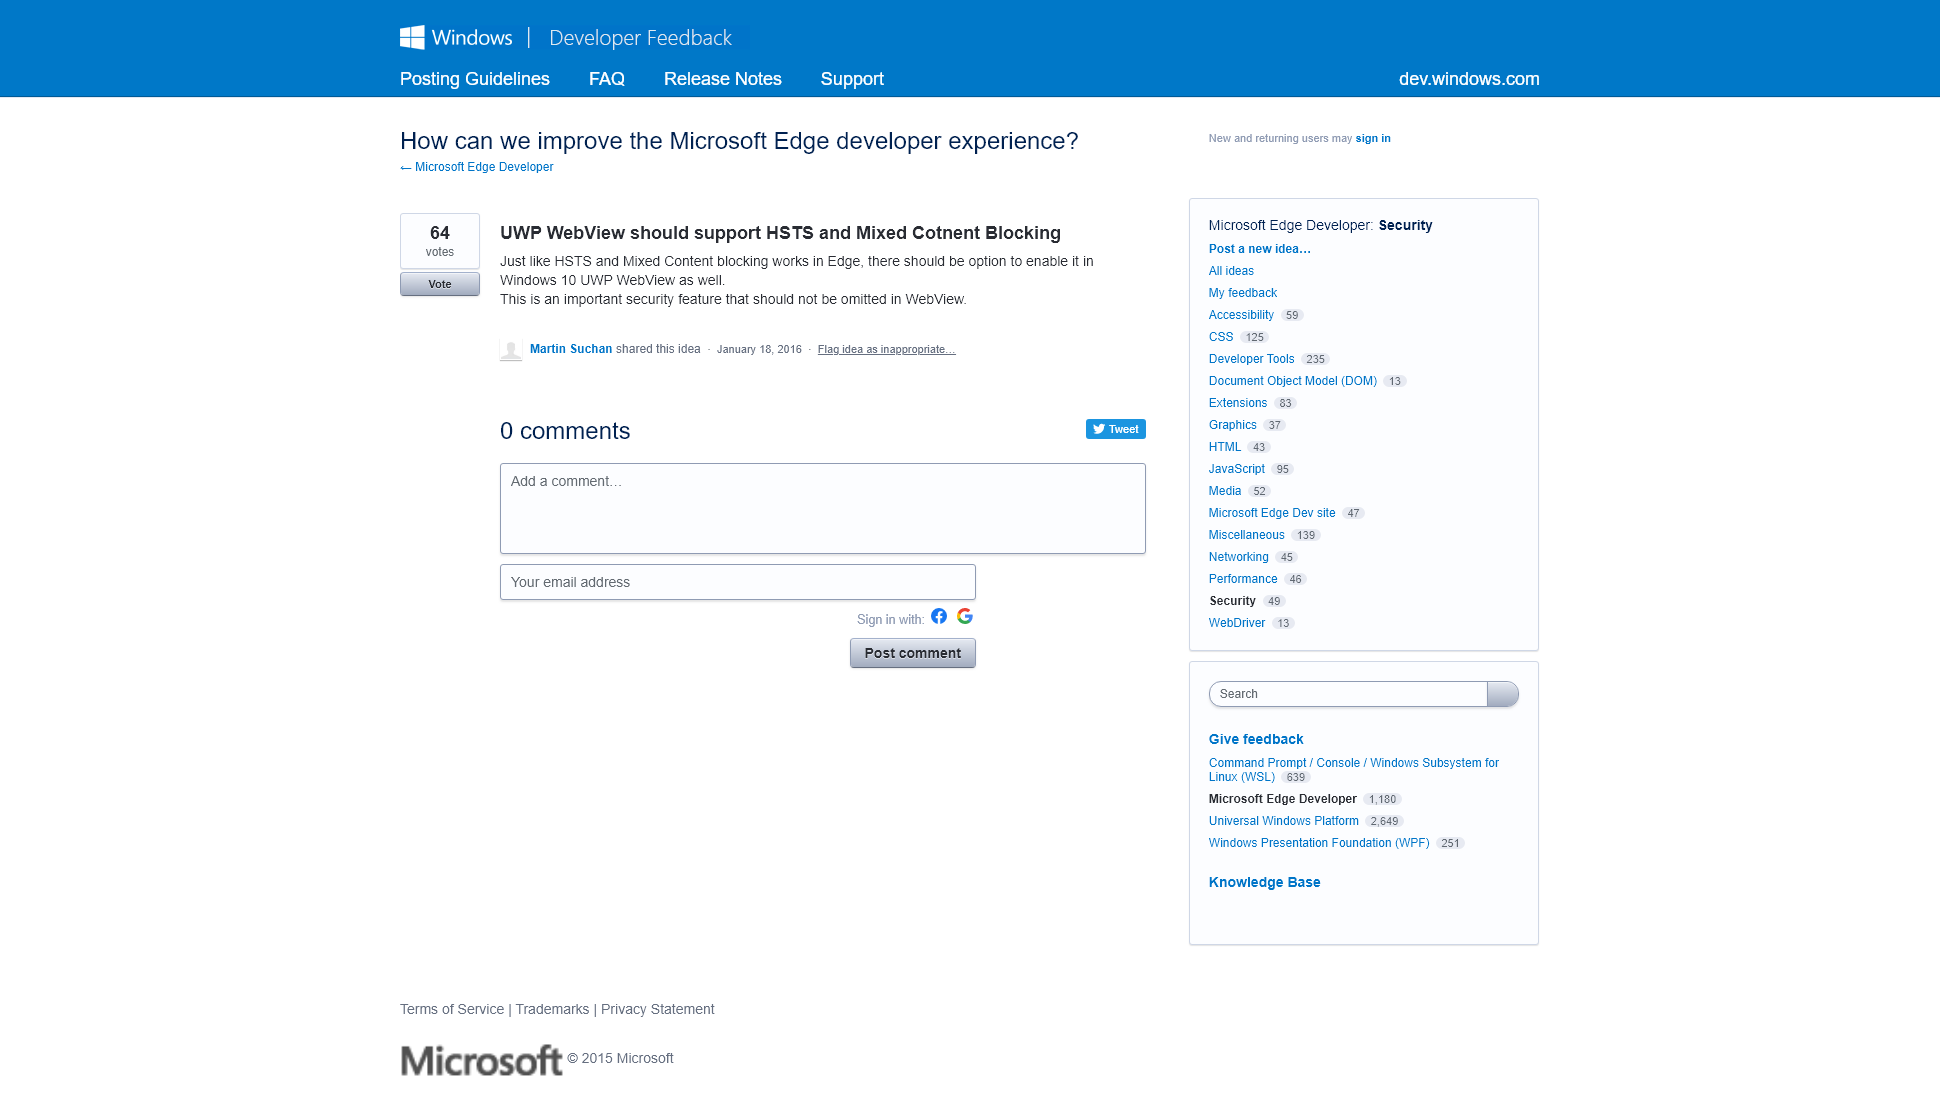 Windows | Developer Feedback
Posting Guidelines FAQ Release Notes Support dev.windows.com
How can we improve the Microsoft Edge developer experience?
← Microsoft Edge Developer
New and returning users may sign in
64
votes
Vote
UWP WebView should support HSTS and Mixed Cotnent Blocking
Just like HSTS and Mixed Content blocking works in Edge, there should be option to enable it in
Windows 10 UWP WebView as well.
This is an important security feature that should not be omitted in WebView.
Martin Suchan shared this idea · January 18, 2016 · Flag idea as inappropriate…
0 comments
Tweet
Add a comment…
Your email address
Sign in with:
Post comment
Microsoft Edge Developer: Security
Post a new idea…
All ideas
My feedback
Accessibility 59
CSS 125
Developer Tools 235
Document Object Model (DOM) 13
Extensions 83
Graphics 37
HTML 43
JavaScript 95
Media 52
Microsoft Edge Dev site 47
Miscellaneous 139
Networking 45
Performance 46
Security 49
WebDriver 13
Search
Give feedback
Command Prompt / Console / Windows Subsystem for
Linux (WSL) 639
Microsoft Edge Developer 1,180
Universal Windows Platform 2,649
Windows Presentation Foundation (WPF) 251
Knowledge Base
Terms of Service | Trademarks | Privacy Statement
Microsoft © 2015 Microsoft